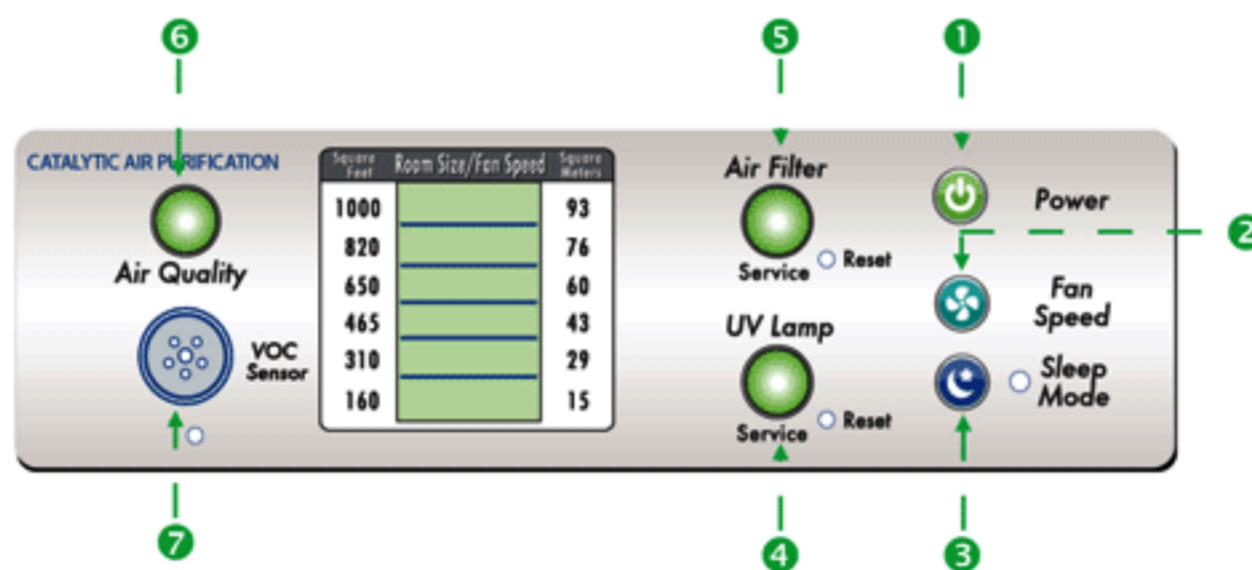 6
5
1
CATALYTIC AIR PURIFICATION
Square Feet Room Size/Fan Speed Square Meters
1000 93
820 76
650 60
465 43
310 29
160 15
Air Quality
VOC
Sensor
Air Filter
Service Reset
UV Lamp
Service Reset
Power
2
Fan
Speed
Sleep
Mode
7
4
3